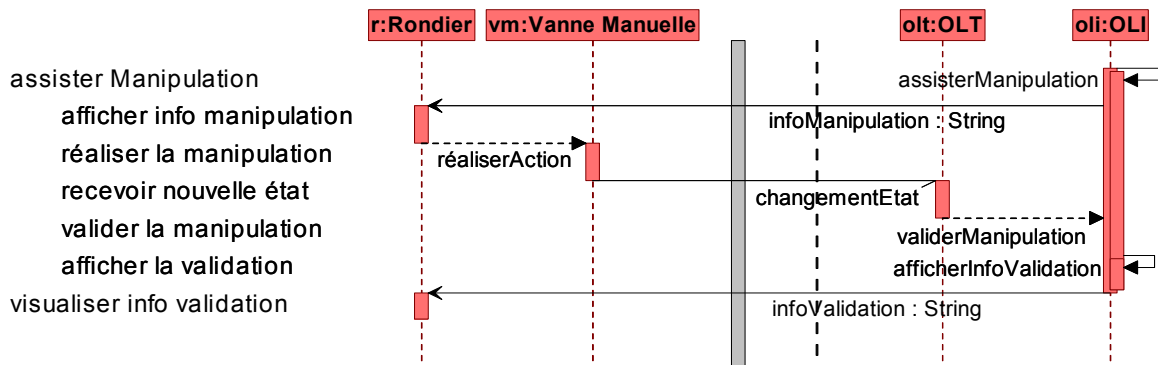 r:Rondier vm:Vanne Manuelle olt:OLT oli:OLI
assister Manipulation assisterManipulation
afficher info manipulation infoManipulation : String
réaliser la manipulation réaliserAction
recevoir nouvelle état changementEtat
valider la manipulation validerManipulation
afficher la validation afficherInfoValidation
visualiser info validation infoValidation : String